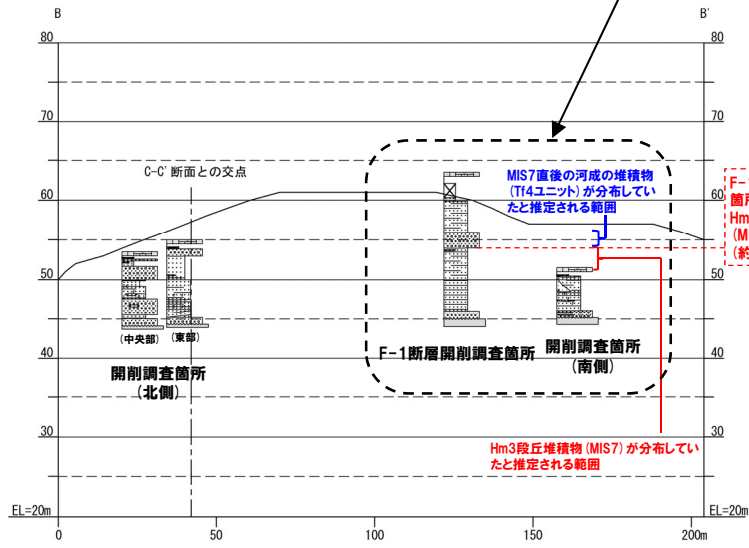 B
B'
80
80
70
70
C-C' 断面との交点
MIS7直後の河成の堆積物
(Tf4ユニット)が分布してい
たと推定される範囲
F-
箇所
Hm
(M
(約
60
60
50
50
(中央部)
(東部)
開削調査箇所
(北側)
F-1断層開削調査箇所
開削調査箇所
(南側)
40
40
Hm3段丘堆積物(MIS7)が分布してい
たと推定される範囲
30
30
EL=20m
EL=20m
0
50
100
150
200m